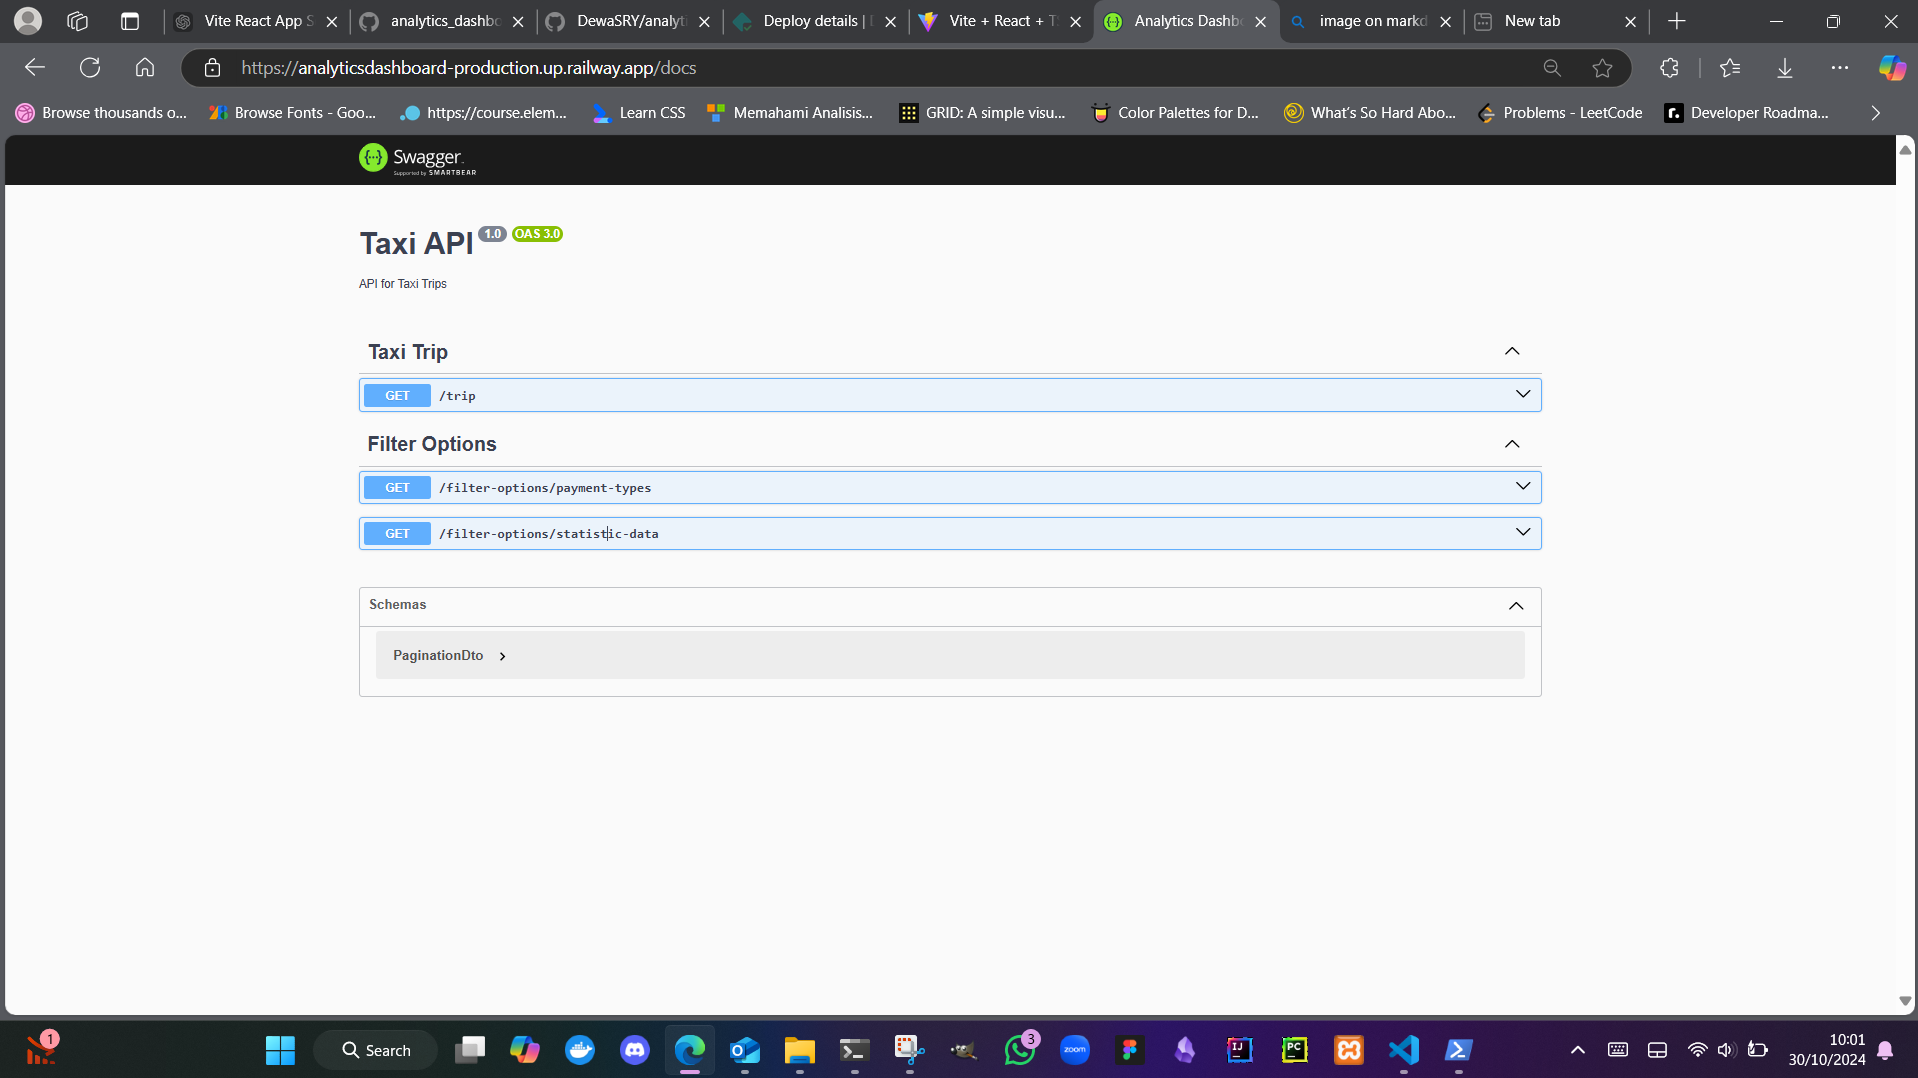 Vite React App S
analytics_dashbo
DewaSRY/analyti
Deploy details | D
Vite + React + TS
Analytics Dashbo
image on markd
New tab
https://analyticsdashboard-production.up.railway.app/docs
Browse thousands o...
Browse Fonts - Goo...
https://course.elem...
Learn CSS
Memahami Analisis...
GRID: A simple visu...
Color Palettes for D...
What's So Hard Abo...
Problems - LeetCode
Developer Roadma...
Swagger.
Supported by SMARTBEAR
Taxi API 1.0 OAS 3.0
API for Taxi Trips
Taxi Trip
GET /trip
Filter Options
GET /filter-options/payment-types
GET /filter-options/statistic-data
Schemas
PaginationDto
1
Search
3
zoom
IJ
PC
10:01
30/10/2024